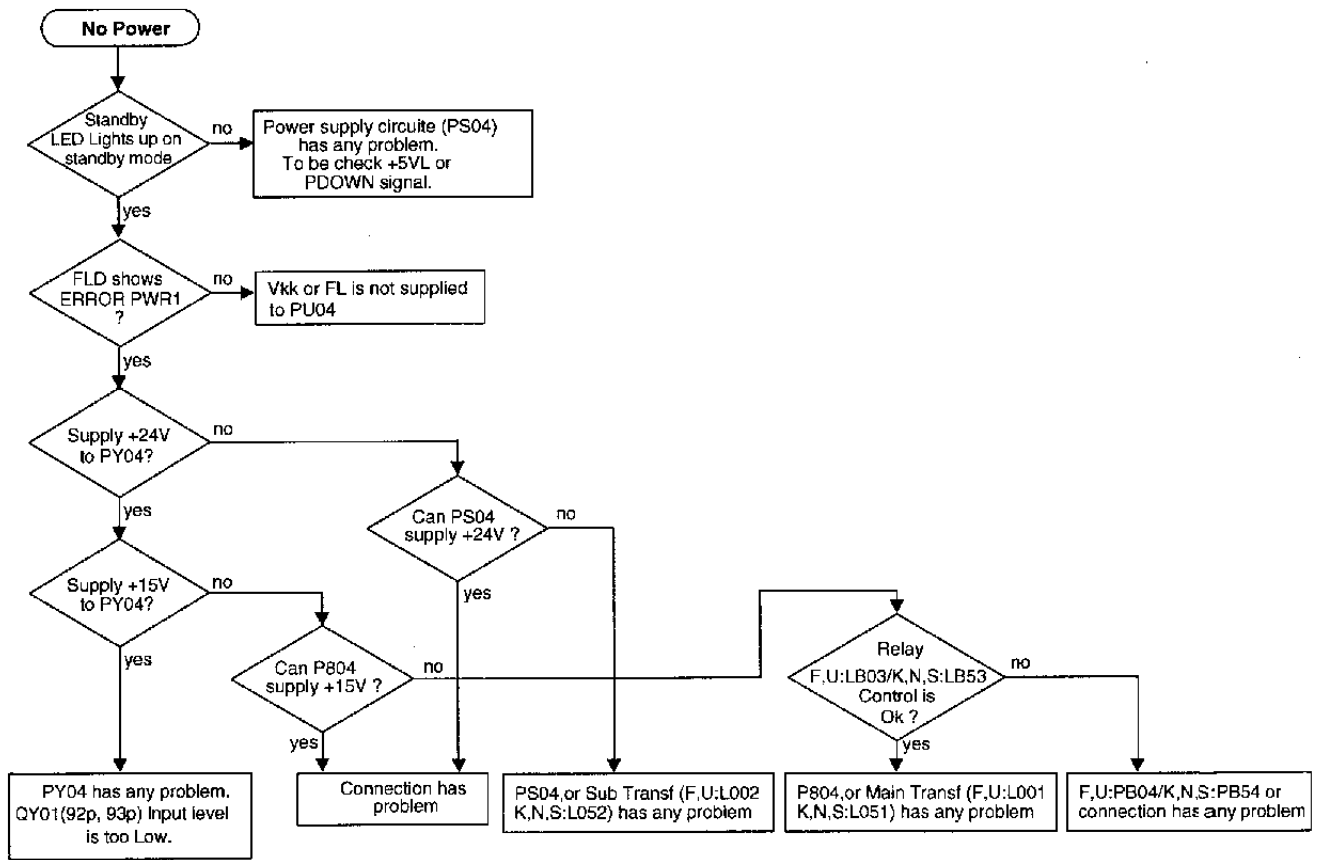 No Power
Standby
LED Lights up on
standby mode
no
Power supply circuite (PS04)
has any problem.
To be check +5VL or
PDOWN signal.
yes
FLD shows
ERROR PWR1
?
no
Vkk or FL is not supplied
to PU04
yes
Supply +24V
to PY04?
no
yes
Can PS04
supply +24V ?
no
yes
Supply +15V
to PY04?
no
yes
Can P804
supply +15V ?
no
yes
Relay
F,U:LB03/K,N,S:LB53
Control is
Ok ?
no
yes
PY04 has any problem.
QY01(92p, 93p) Input level
is too Low.
Connection has
problem
PS04,or Sub Transf (F,U:L002
K,N,S:L052) has any problem
P804,or Main Transf (F,U:L001
K,N,S:L051) has any problem
F,U:PB04/K,N,S:PB54 or
connection has any problem